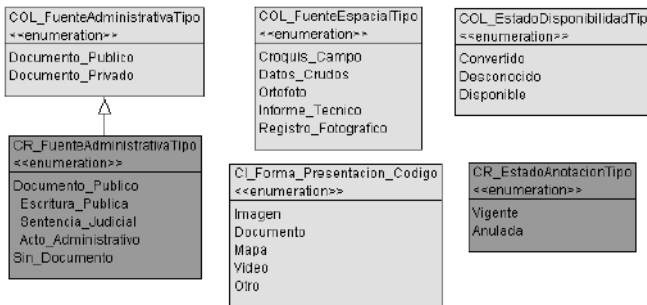 COL_FuenteAdministrativaTipo
<<enumeration>>
Documento_Publico
Documento_Privado
COL_FuenteEspacialTipo
<<enumeration>>
Croquis_Campo
Datos_Crudos
Ortofoto
Informe_Tecnico
Registro_Fotografico
COL_EstadoDisponibilidadTip
<<enumeration>>
Convertido
Desconocido
Disponible
CR_FuenteAdministrativaTipo
<<enumeration>>
Documento_Publico
Escritura_Publica
Sentencia_Judicial
Acto_Administrativo
Sin_Documento
CI_Forma_Presentacion_Codigo
<<enumeration>>
Imagen
Documento
Mapa
Video
Otro
CR_EstadoAnotacionTipo
<<enumeration>>
Vigente
Anulada